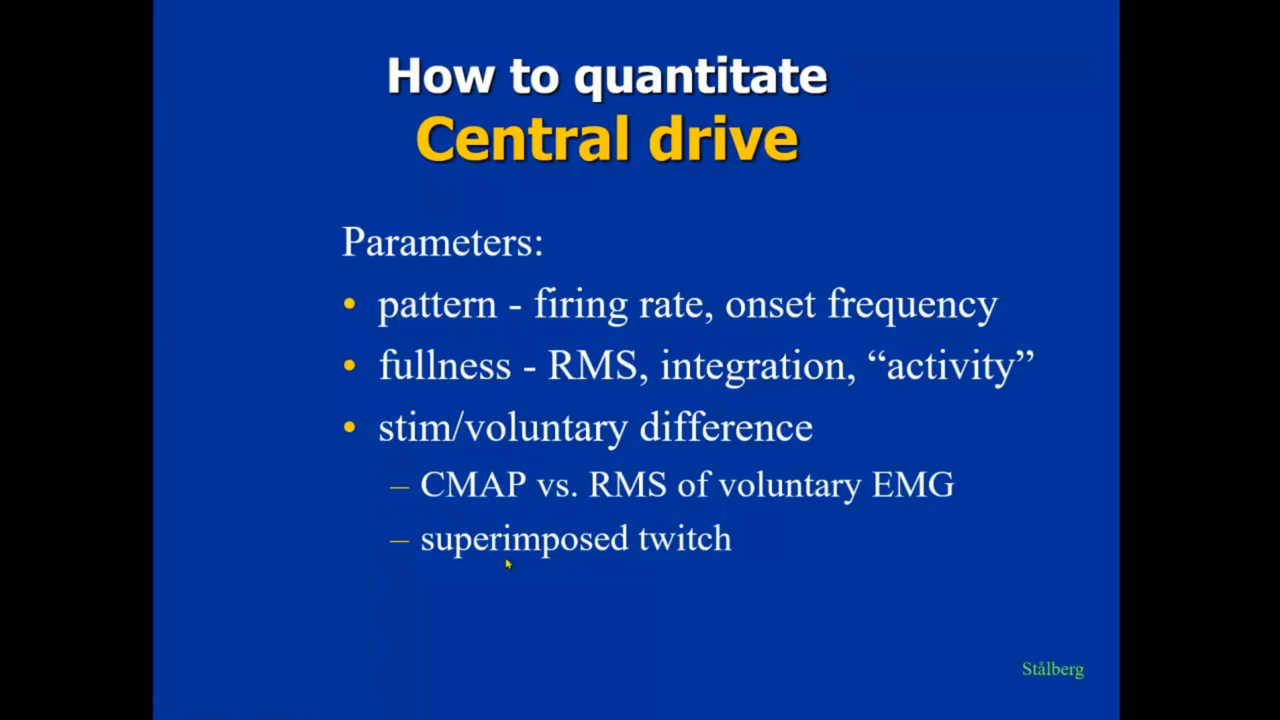 How to quantitate
Central drive
Parameters:
• pattern - firing rate, onset frequency
• fullness - RMS, integration, “activity”
• stim/voluntary difference
– CMAP vs. RMS of voluntary EMG
– superimposed twitch
Stålberg